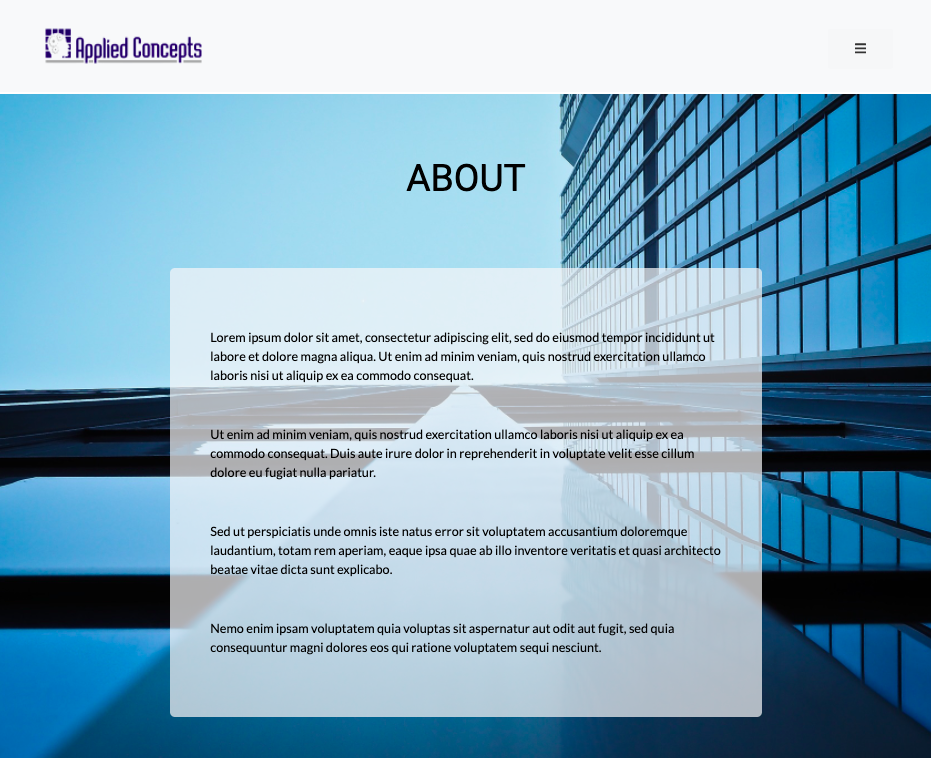 Applied Concepts
ABOUT
Lorem ipsum dolor sit amet, consectetur adipiscing elit, sed do eiusmod tempor incididunt ut
labore et dolore magna aliqua. Ut enim ad minim veniam, quis nostrud exercitation ullamco
laboris nisi ut aliquip ex ea commodo consequat.
Ut enim ad minim veniam, quis nostrud exercitation ullamco laboris nisi ut aliquip ex ea
commodo consequat. Duis aute irure dolor in reprehenderit in voluptate velit esse cillum
dolore eu fugiat nulla pariatur.
Sed ut perspiciatis unde omnis iste natus error sit voluptatem accusantium doloremque
laudantium, totam rem aperiam, eaque ipsa quae ab illo inventore veritatis et quasi architecto
beatae vitae dicta sunt explicabo.
Nemo enim ipsam voluptatem quia voluptas sit aspernatur aut odit aut fugit, sed quia
consequuntur magni dolores eos qui ratione voluptatem sequi nesciunt.